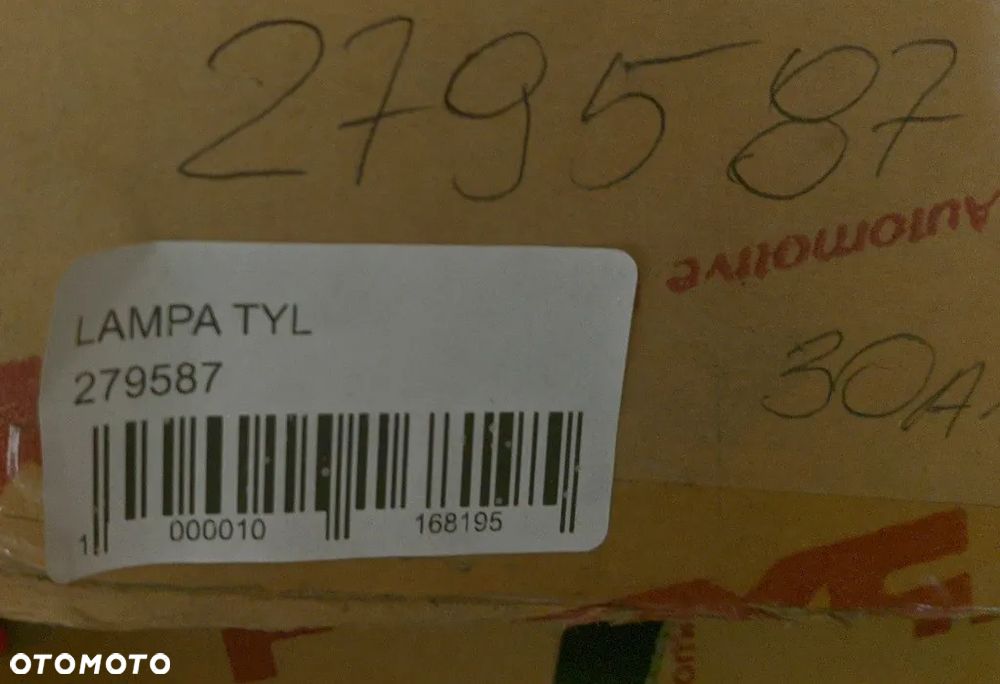 279587
Automotive
LAMPA TYL
279587
30A.
1 000010 168195
OTOMOTO